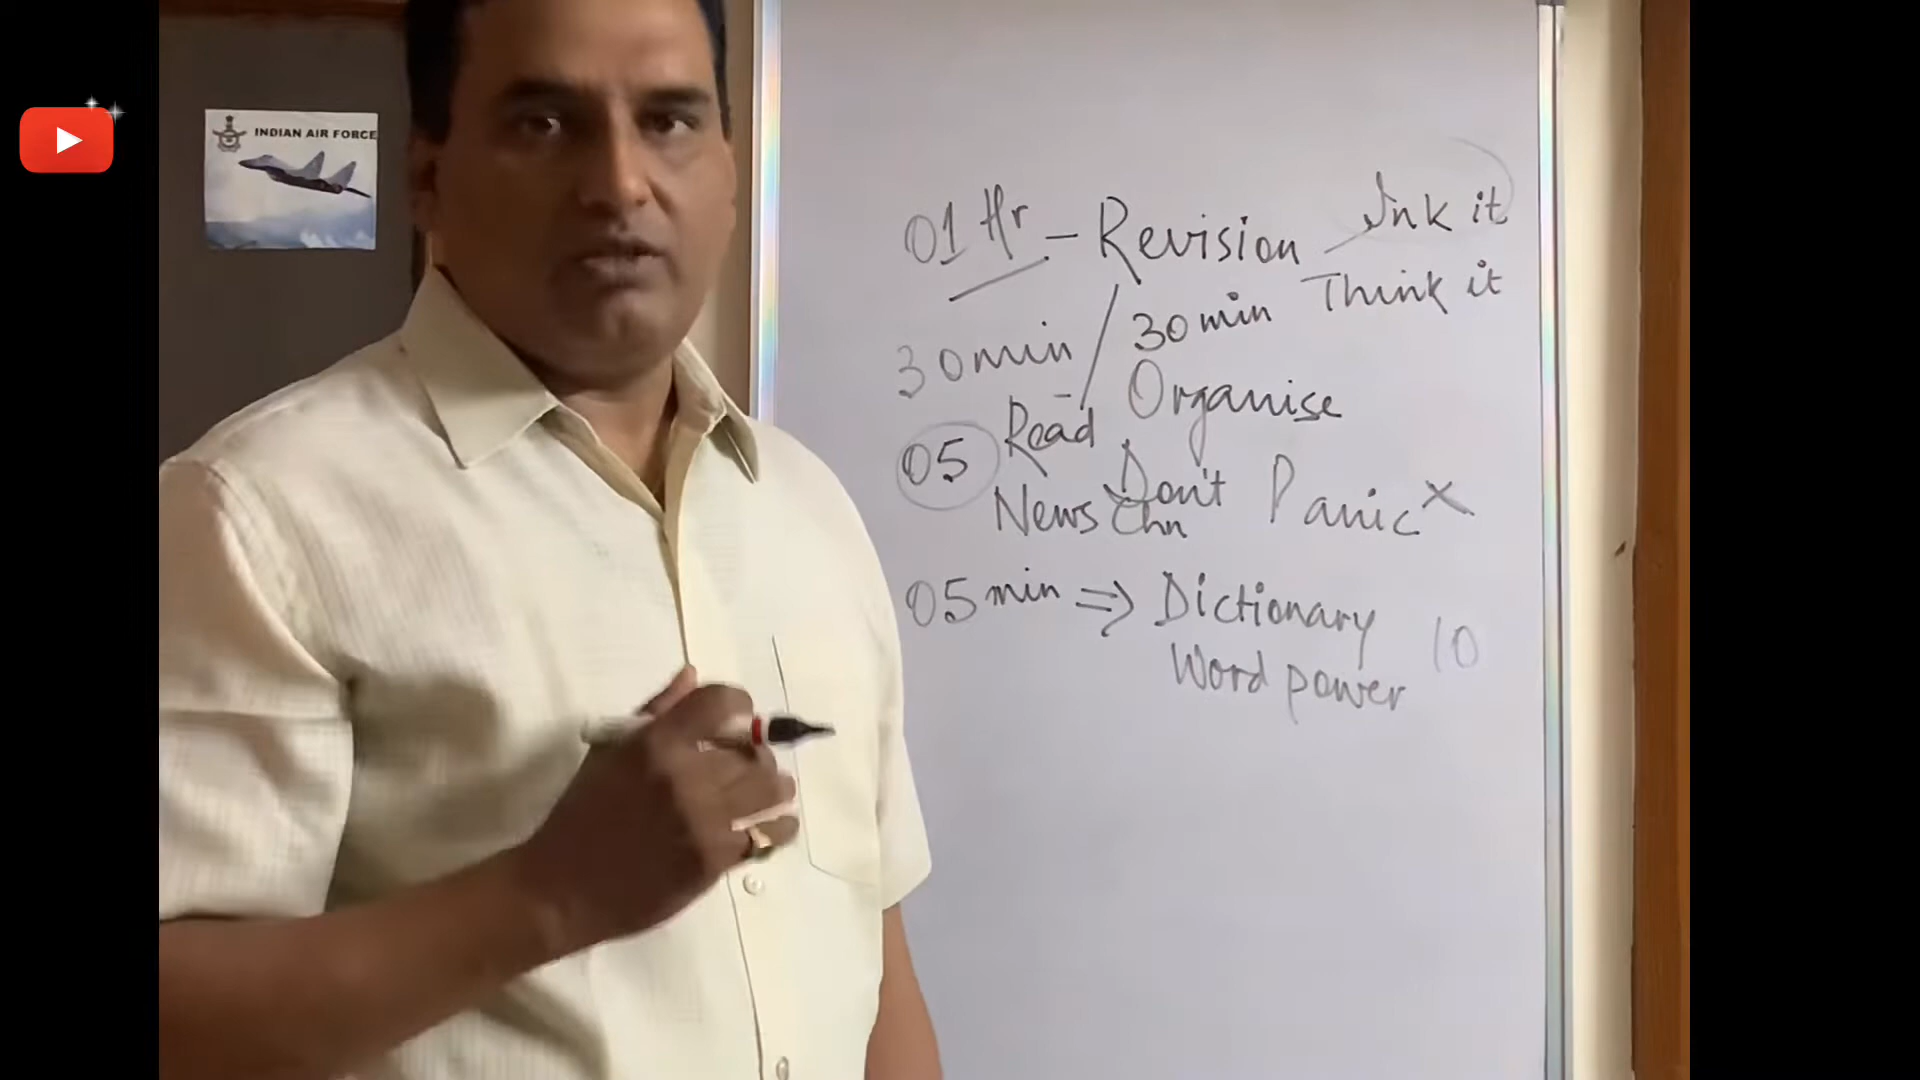 INDIAN AIR FORCE
01 Hr - Revision - Ink it
Think it
30 min / 30 min
Read Organise
05 News Chn Don't Panic ×
05 min ⇒ Dictionary 10
Word power